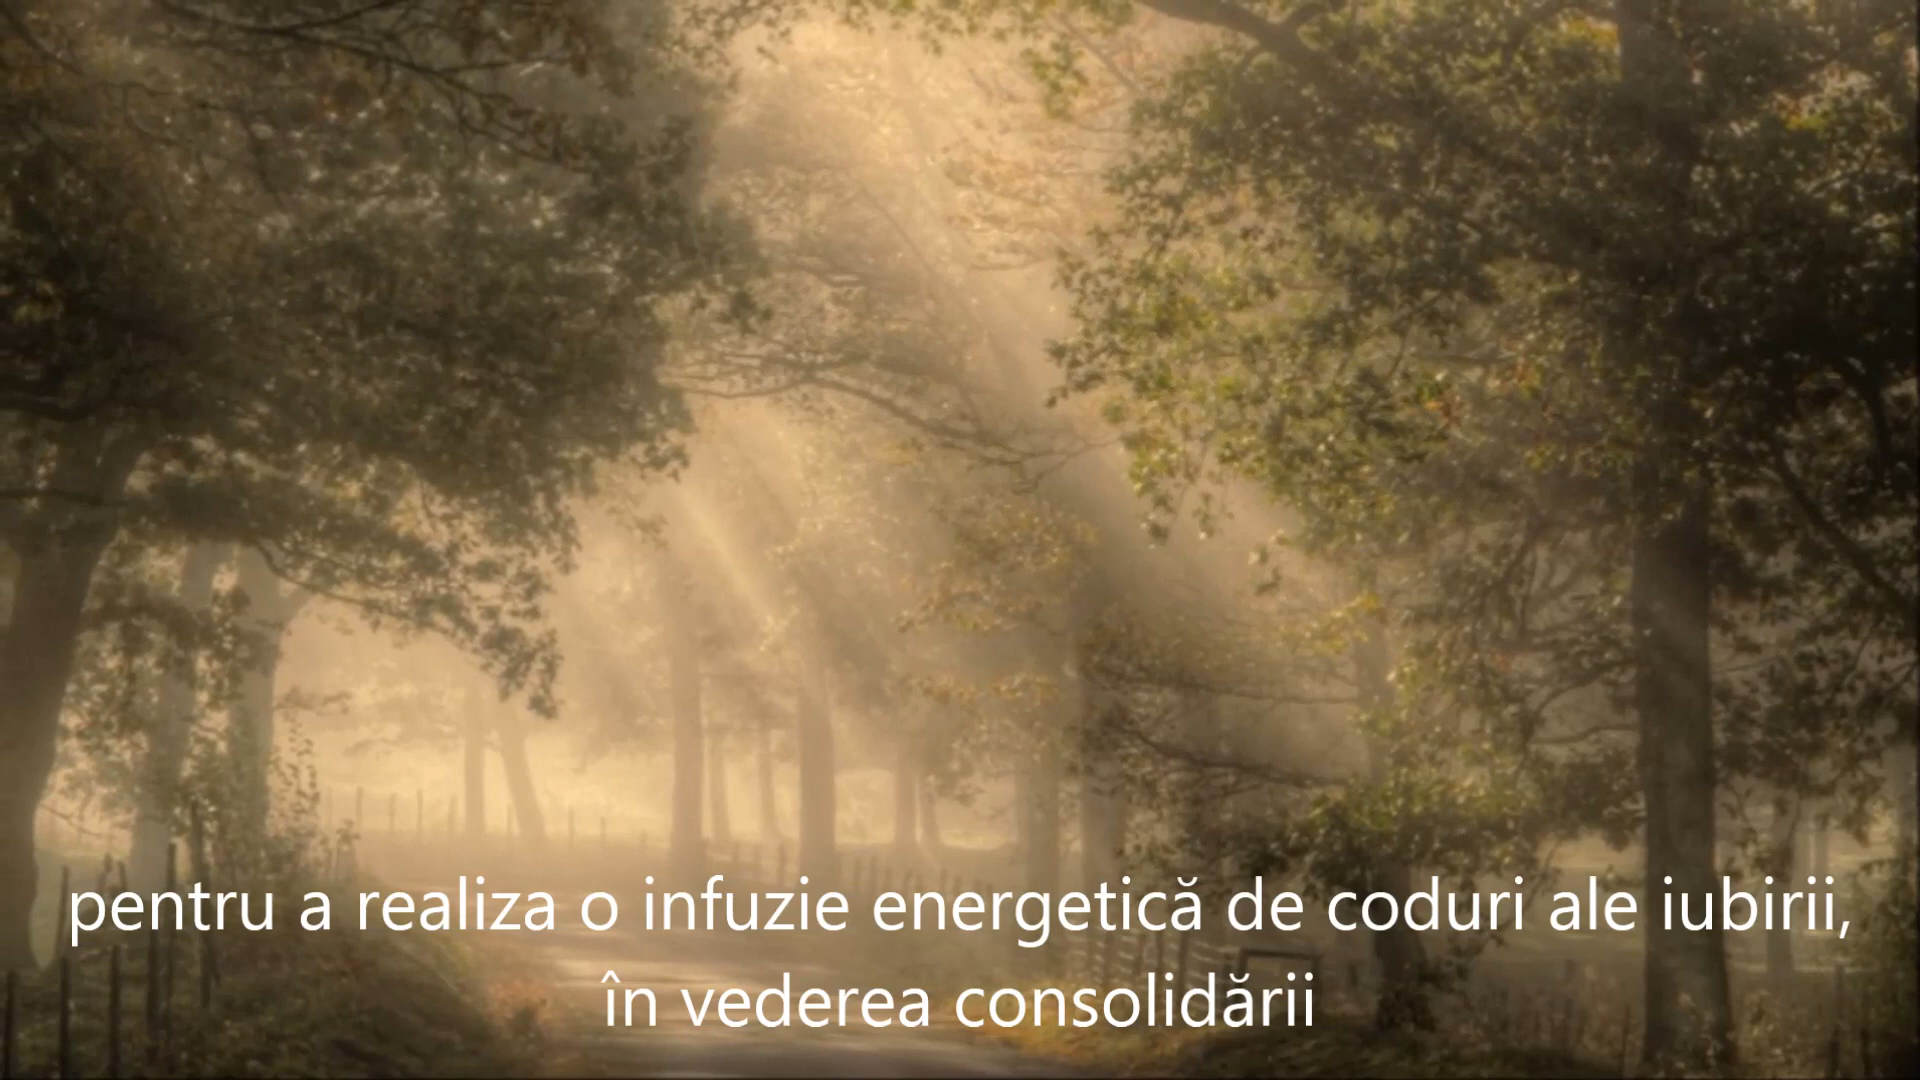 pentru a realiza o infuzie energetică de coduri ale iubirii,
în vederea consolidării